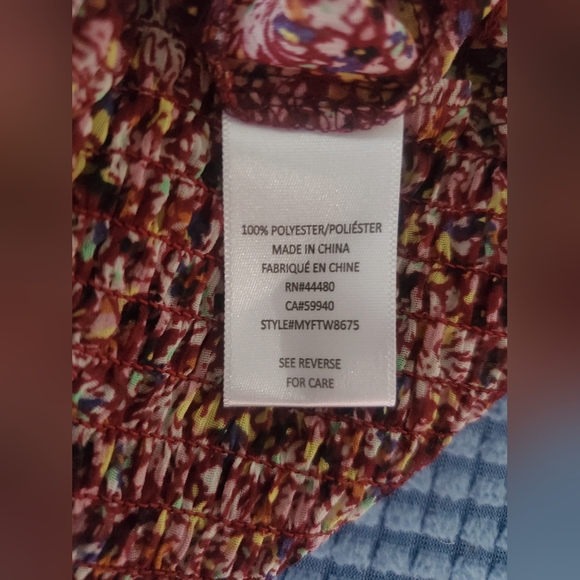 100% POLYESTER/POLIÉSTER
MADE IN CHINA
FABRIQUÉ EN CHINE
RN#44480
CA#59940
STYLE#MYFTW8675
SEE REVERSE
FOR CARE